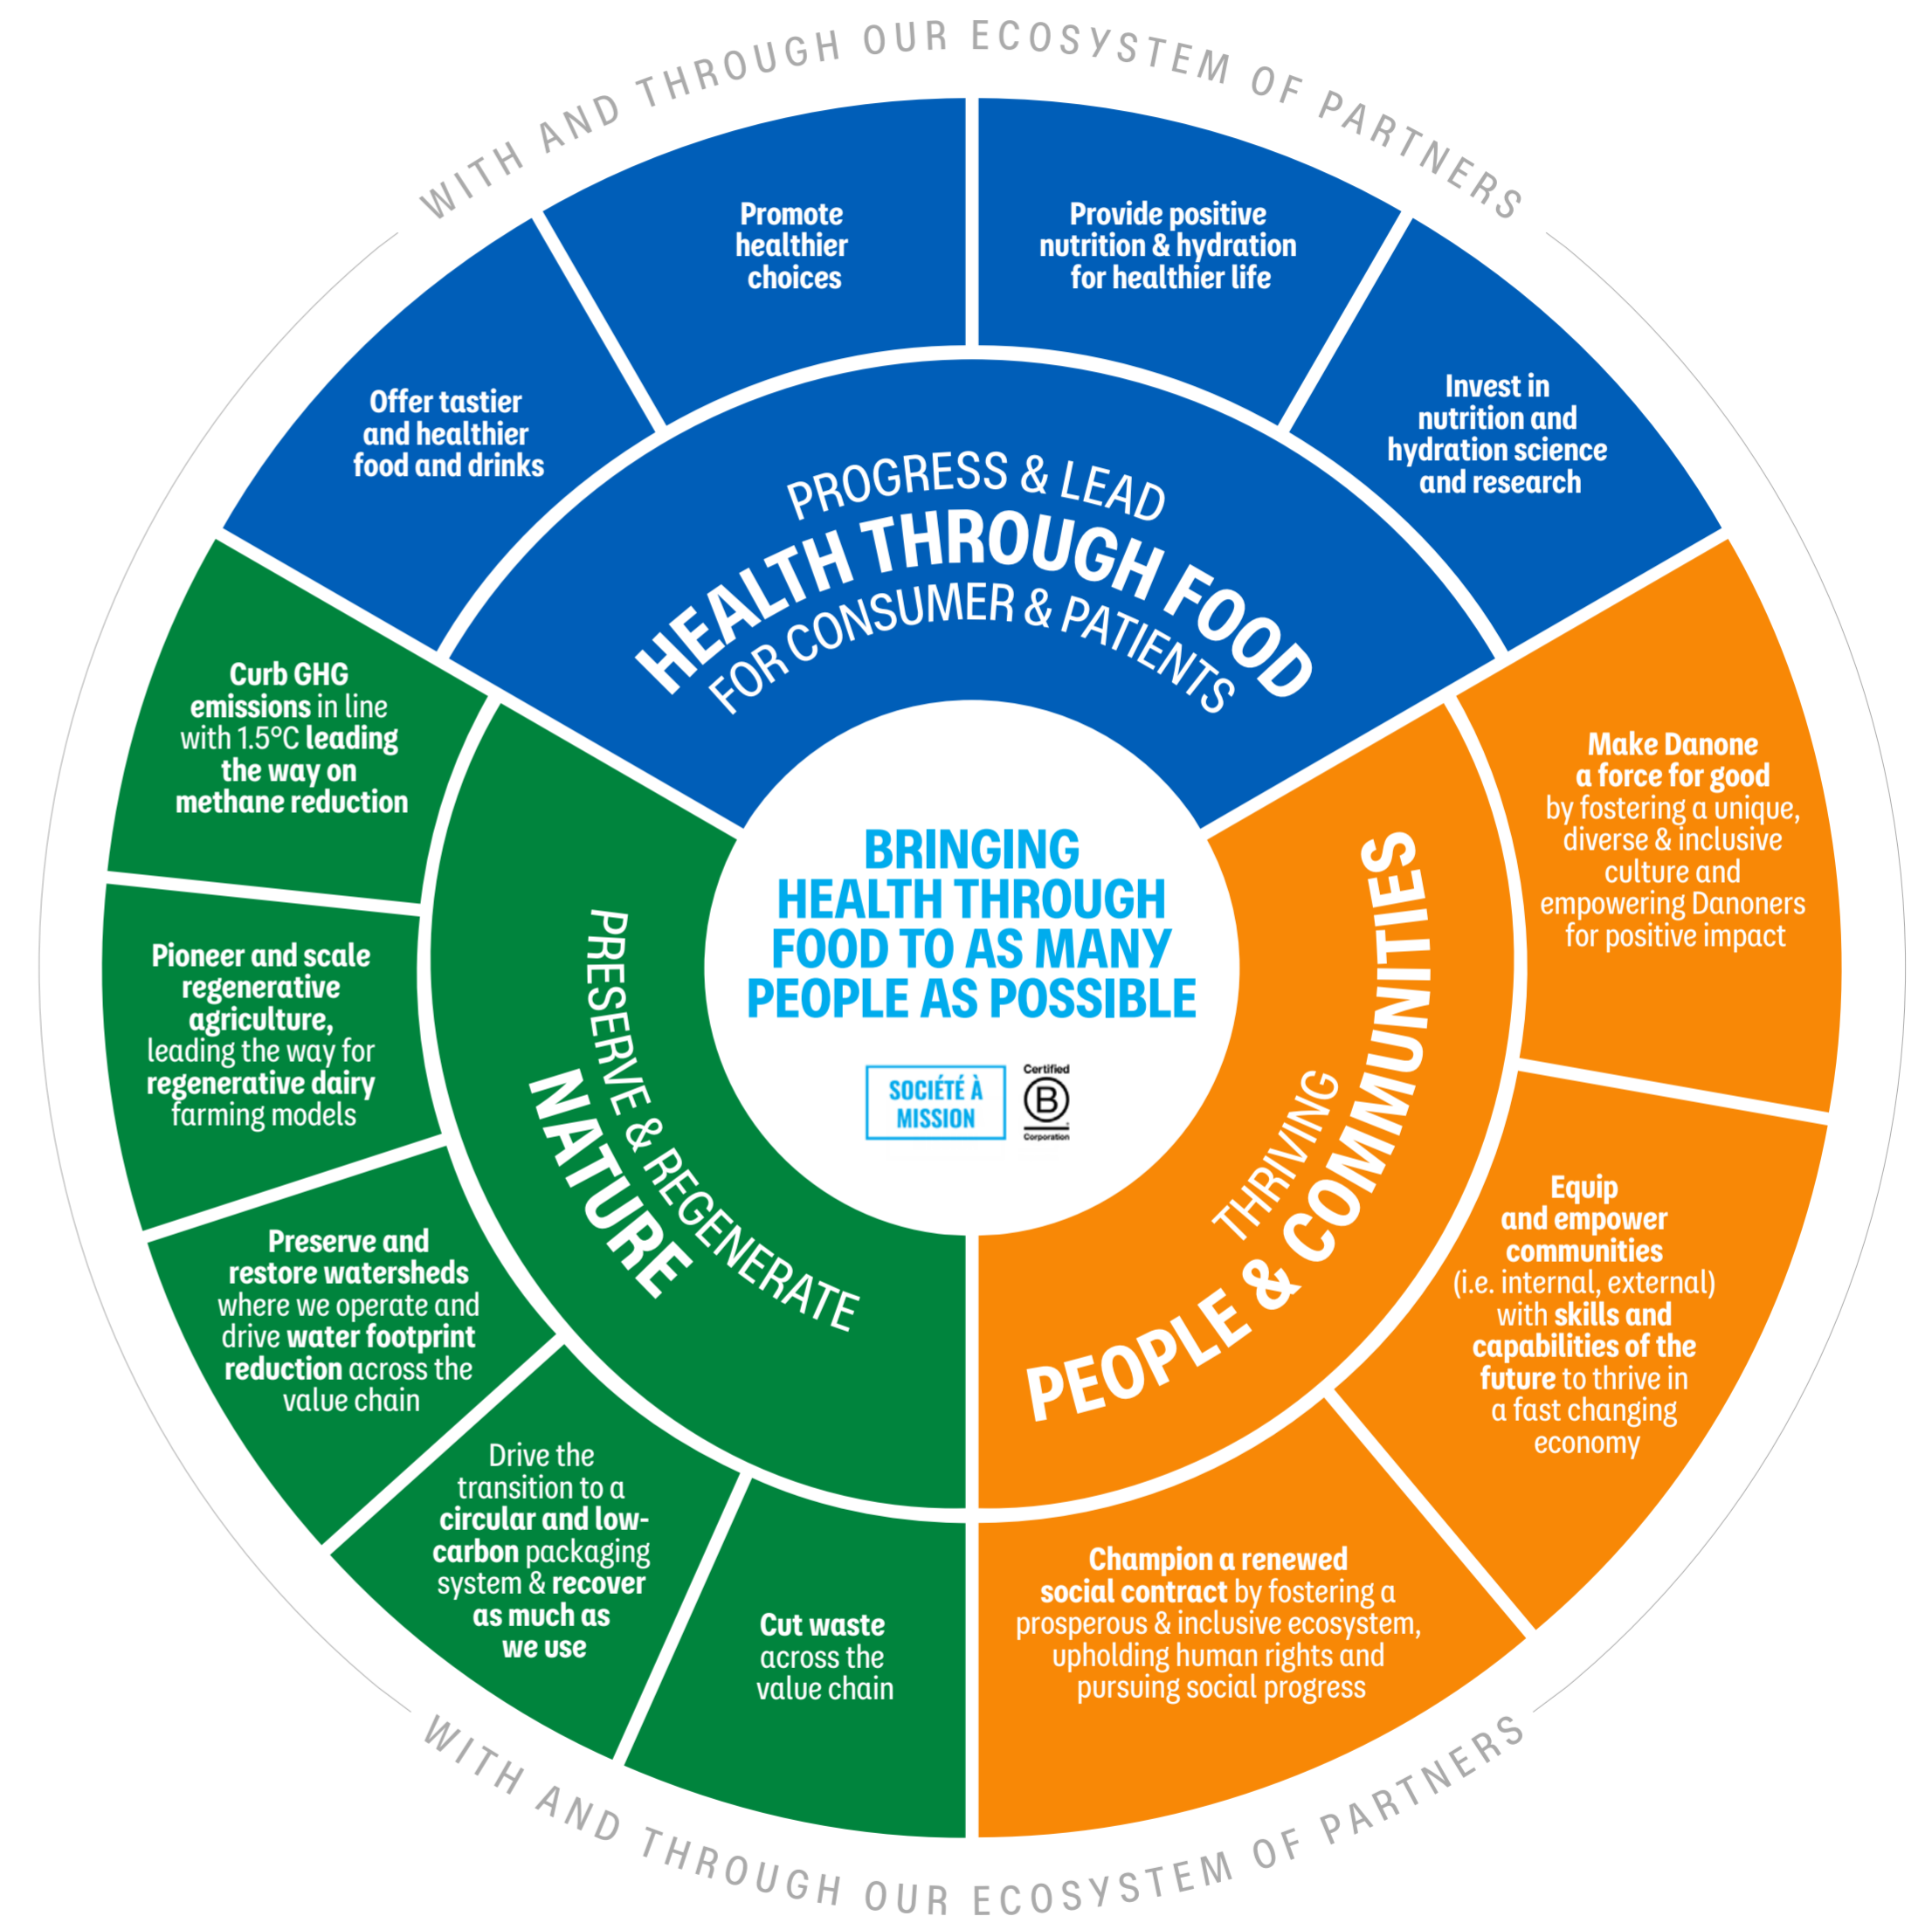 WITH AND THROUGH OUR ECOSYSTEM OF PARTNERS
Promote
healthier
choices
Provide positive
nutrition & hydration
for healthier life
Offer tastier
and healthier
food and drinks
Invest in
nutrition and
hydration science
and research
PROGRESS & LEAD
HEALTH THROUGH FOOD
FOR CONSUMER & PATIENTS
Curb GHG
emissions in line
with 1.5°C leading
the way on
methane reduction
Pioneer and scale
regenerative
agriculture,
leading the way for
regenerative dairy
farming models
Preserve and
restore watersheds
where we operate and
drive water footprint
reduction across the
value chain
Drive the
transition to a
circular and low-
carbon packaging
system & recover
as much as
we use
Cut waste
across the
value chain
PRESERVE & REGENERATE
NATURE
BRINGING
HEALTH THROUGH
FOOD TO AS MANY
PEOPLE AS POSSIBLE
SOCIÉTÉ À
MISSION
Certified
B
Corporation
THRIVING
PEOPLE & COMMUNITIES
Make Danone
a force for good
by fostering a unique,
diverse & inclusive
culture and
empowering Danoners
for positive impact
Equip
and empower
communities
(i.e. internal, external)
with skills and
capabilities of the
future to thrive in
a fast changing
economy
Champion a renewed
social contract by fostering a
prosperous & inclusive ecosystem,
upholding human rights and
pursuing social progress
WITH AND THROUGH OUR ECOSYSTEM OF PARTNERS